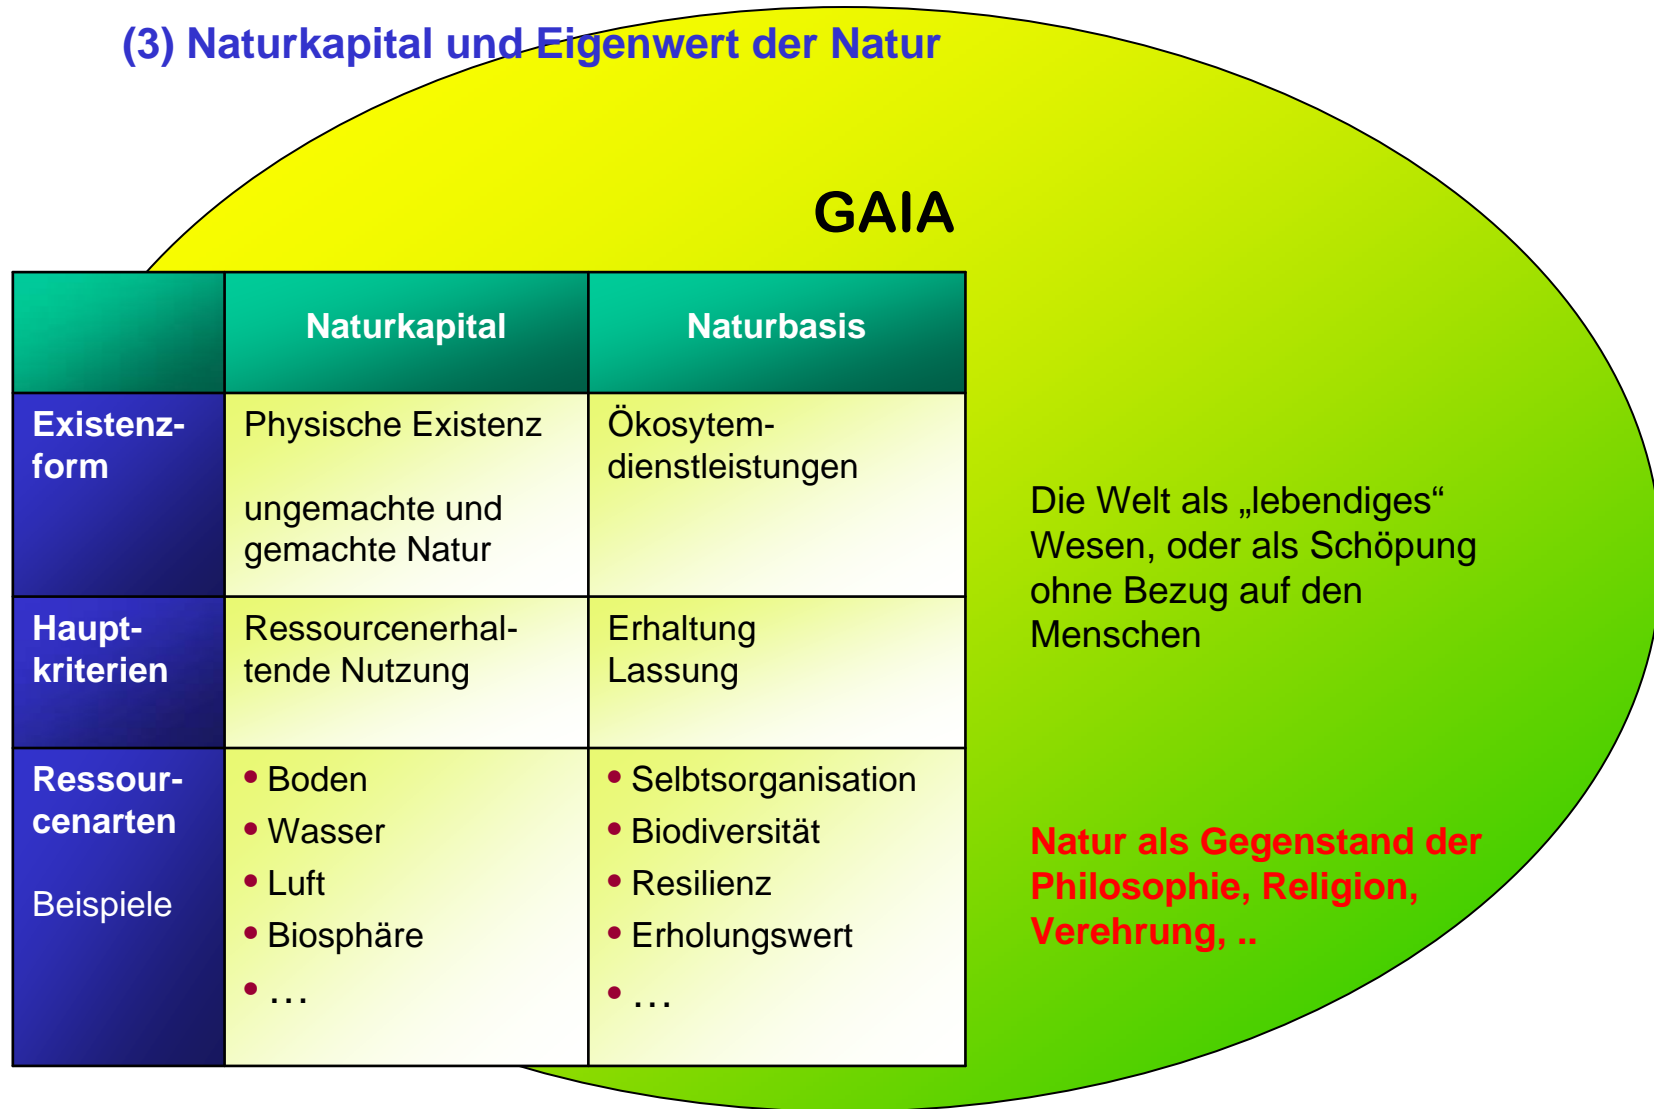 (3) Naturkapital und Eigenwert der Natur
GAIA
Naturkapital
Naturbasis
Existenz-
form
Physische Existenz
ungemachte und
gemachte Natur
Ökosytem-
dienstleistungen
Haupt-
kriterien
Ressourcenerhal-
tende Nutzung
Erhaltung
Lassung
Ressour-
cenarten
Beispiele
• Boden
• Wasser
• Luft
• Biosphäre
• …
• Selbtsorganisation
• Biodiversität
• Resilienz
• Erholungswert
• …
Die Welt als „lebendiges“
Wesen, oder als Schöpung
ohne Bezug auf den
Menschen
Natur als Gegenstand der
Philosophie, Religion,
Verehrung, ..